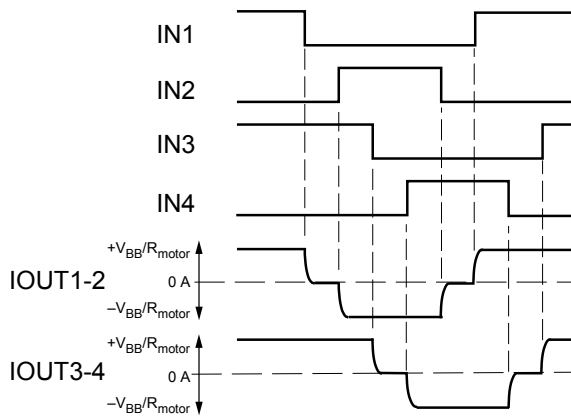 IN1
IN2
IN3
IN4
+VBB/Rmotor
IOUT1-2
0 A
–VBB/Rmotor
+VBB/Rmotor
IOUT3-4
0 A
–VBB/Rmotor